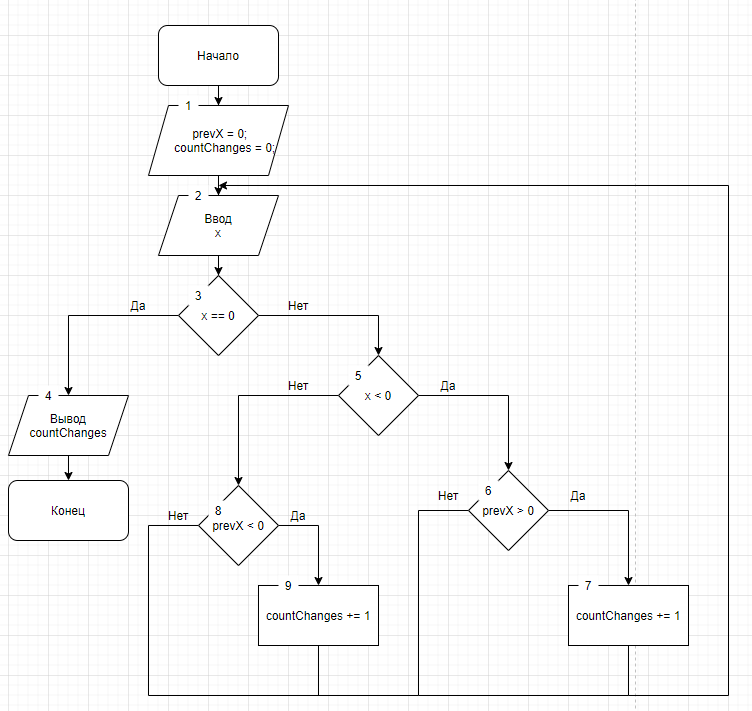 Начало
1
prevX = 0;
countChanges = 0;
2
Ввод
x
3
x == 0
Да
Нет
4
Вывод
countChanges
Конец
5
x < 0
Нет
Да
6
prevX > 0
Нет
Да
8
prevX < 0
Нет
Да
9
countChanges += 1
7
countChanges += 1